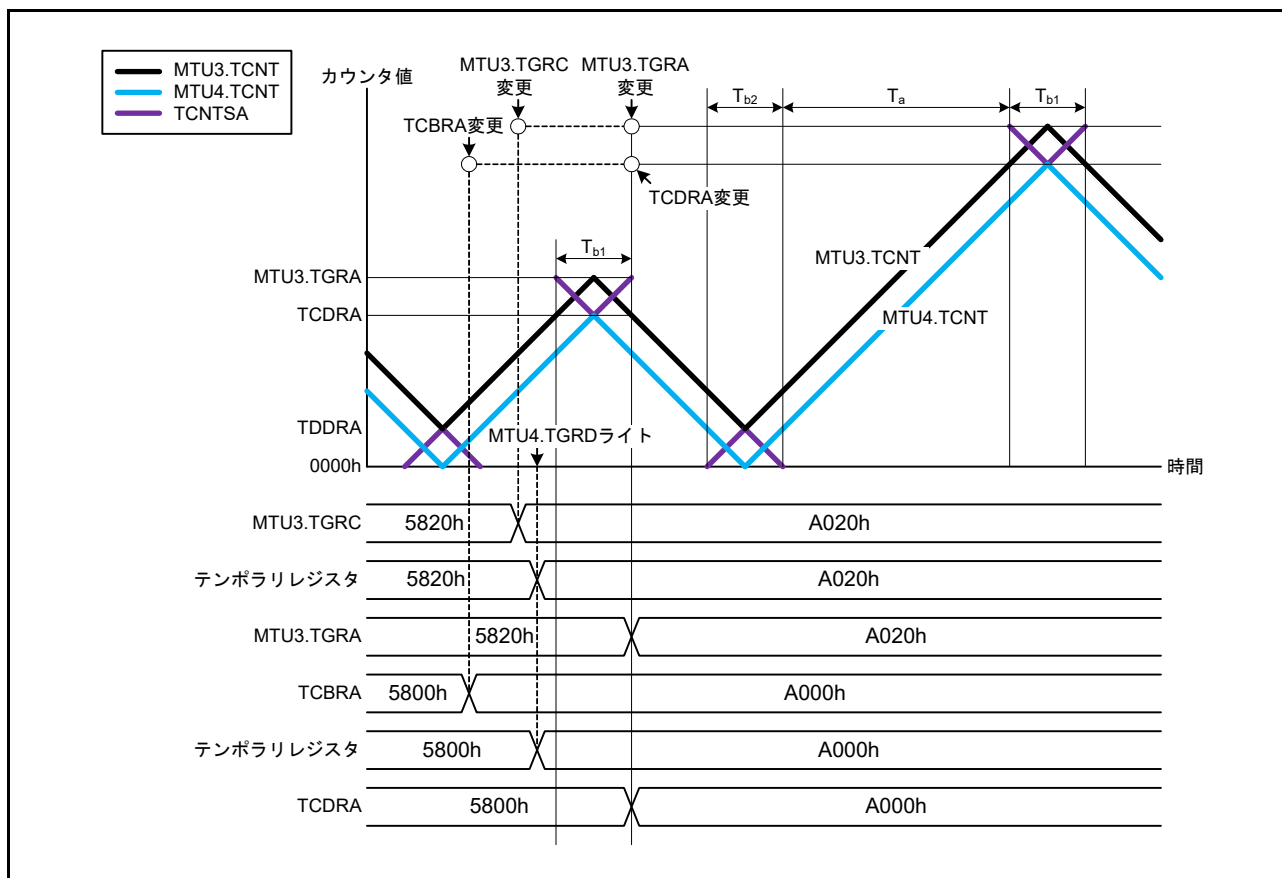 MTU3.TCNT
MTU4.TCNT
TCNTSA
カウンタ値
MTU3.TGRC
変更
MTU3.TGRA
変更
TCBRA変更
TCDRA変更
Tb2
Ta
Tb1
Tb1
MTU3.TGRA
TCDRA
TDDRA
0000h
MTU3.TCNT
MTU4.TCNT
MTU4.TGRDライト
時間
MTU3.TGRC
5820h
A020h
テンポラリレジスタ
5820h
A020h
MTU3.TGRA
5820h
A020h
TCBRA
5800h
A000h
テンポラリレジスタ
5800h
A000h
TCDRA
5800h
A000h